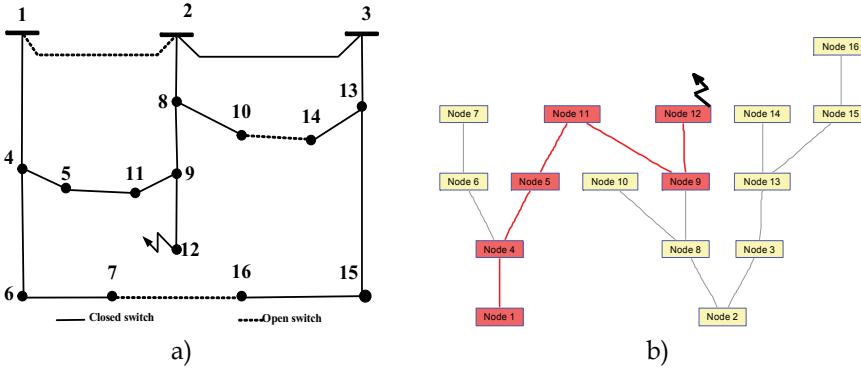 1
2
3
8
10
14
13
4
5
11
9
12
6
7
16
15
Closed switch
Open switch
a)
Node 16
Node 7
Node 11
Node 12
Node 14
Node 15
Node 6
Node 5
Node 10
Node 9
Node 13
Node 4
Node 8
Node 3
Node 1
Node 2
b)